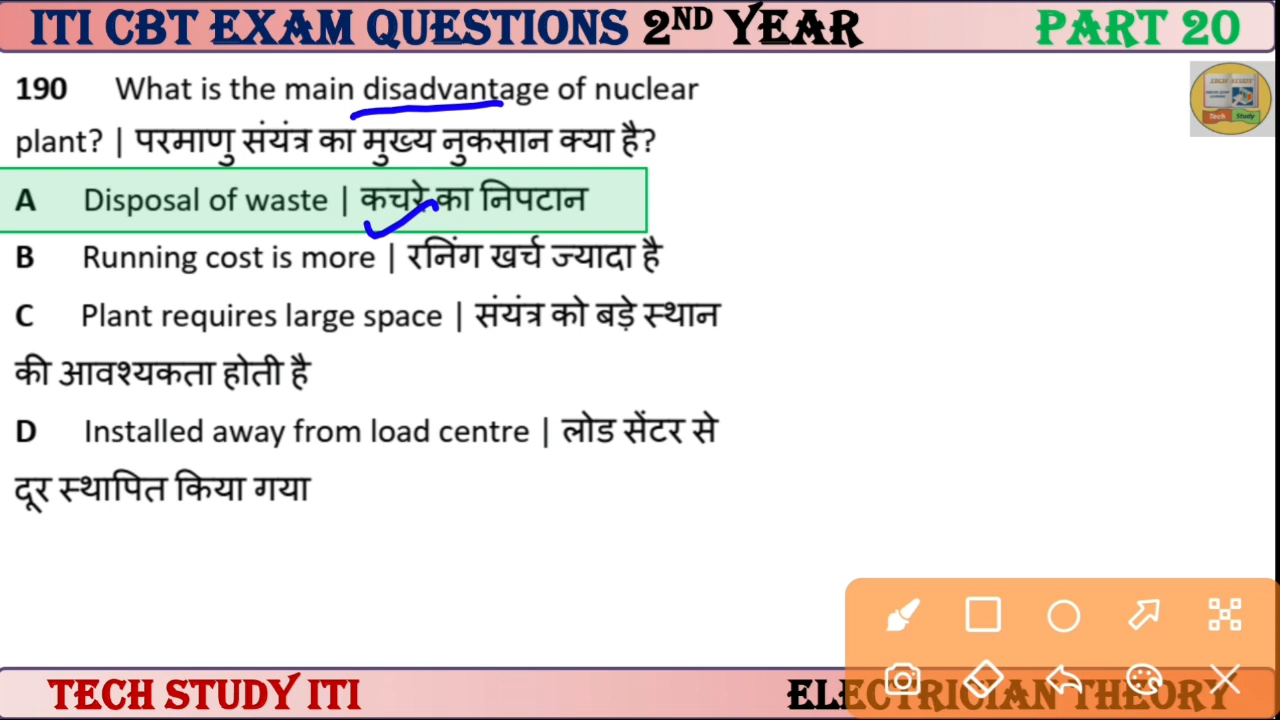 ITI CBT EXAM QUESTIONS 2ND YEAR PART 20
190 What is the main disadvantage of nuclear
plant? | परमाणु संयंत्र का मुख्य नुकसान क्या है?
A Disposal of waste | कचरे का निपटान
B Running cost is more | रनिंग खर्च ज्यादा है
C Plant requires large space | संयंत्र को बड़े स्थान
की आवश्यकता होती है
D Installed away from load centre | लोड सेंटर से
दूर स्थापित किया गया
Tech Study
TECH STUDY ITI ELECTRICIAN THEORY